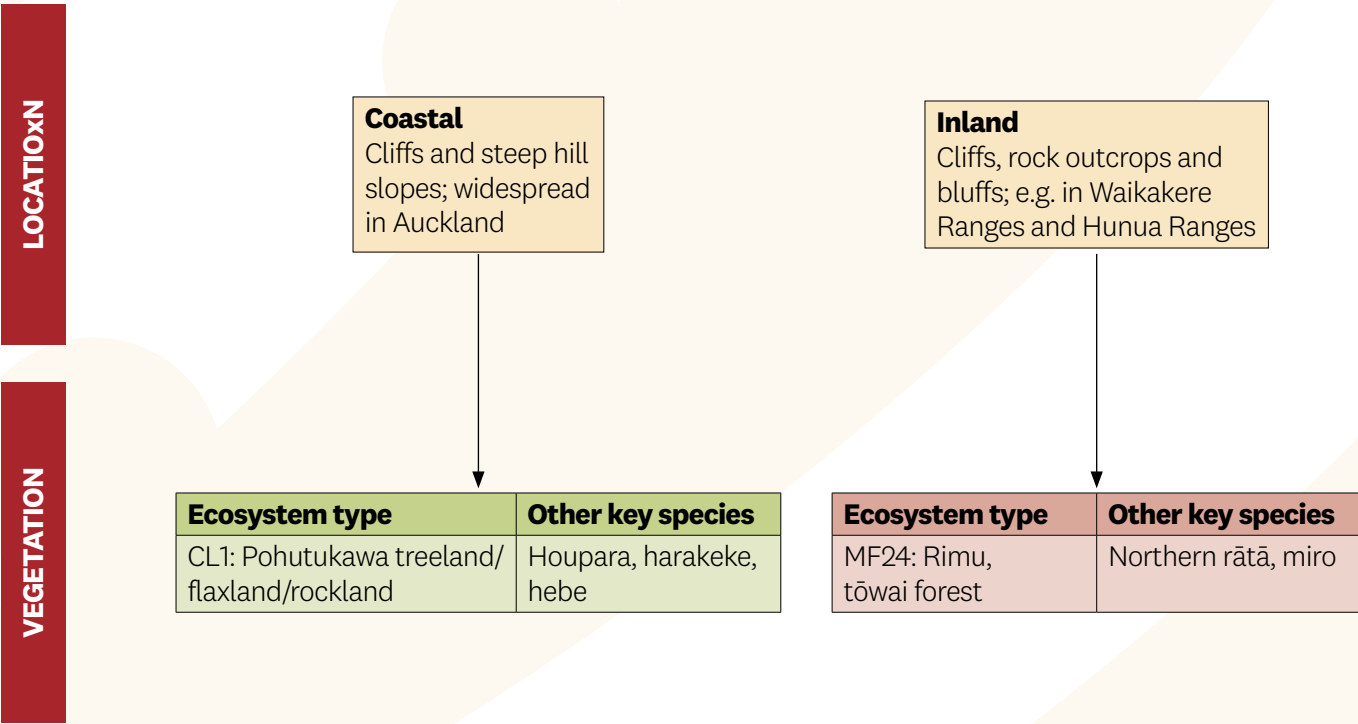 LOCATIOxN
Coastal
Cliffs and steep hill
slopes; widespread
in Auckland
Inland
Cliffs, rock outcrops and
bluffs; e.g. in Waikakere
Ranges and Hunua Ranges
VEGETATION
Ecosystem type
Other key species
CL1: Pohutukawa treeland/
flaxland/rockland
Houpara, harakeke,
hebe
Ecosystem type
Other key species
MF24: Rimu,
tōwai forest
Northern rātā, miro